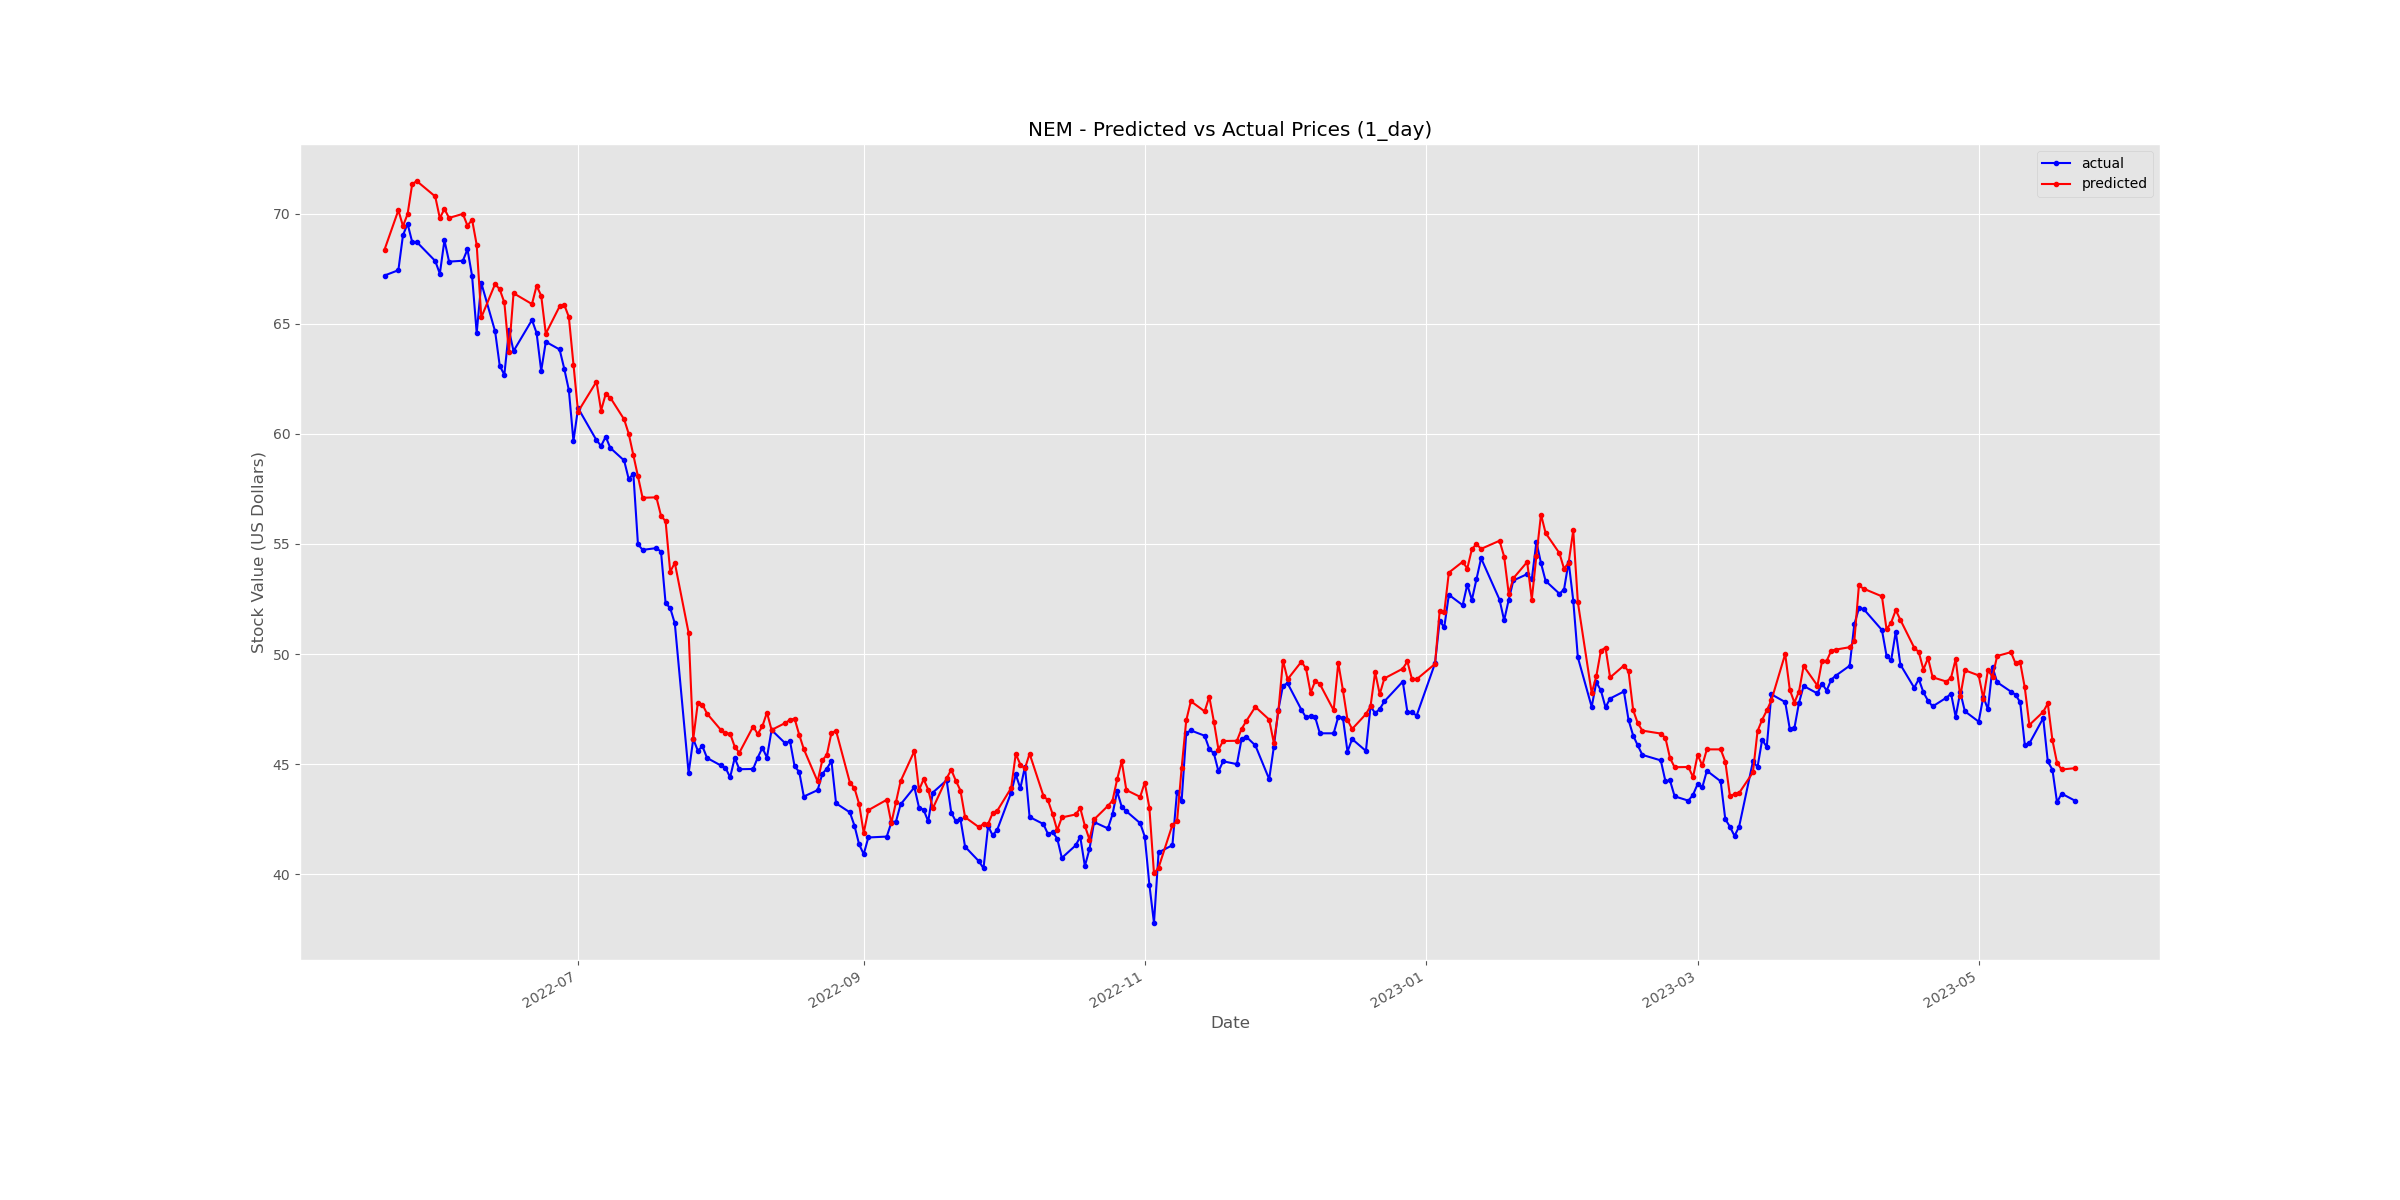 NEM - Predicted vs Actual Prices (1_day)
actual
predicted
Stock Value (US Dollars)
70
65
60
55
50
45
40
2022-07
2022-09
2022-11
2023-01
2023-03
2023-05
Date